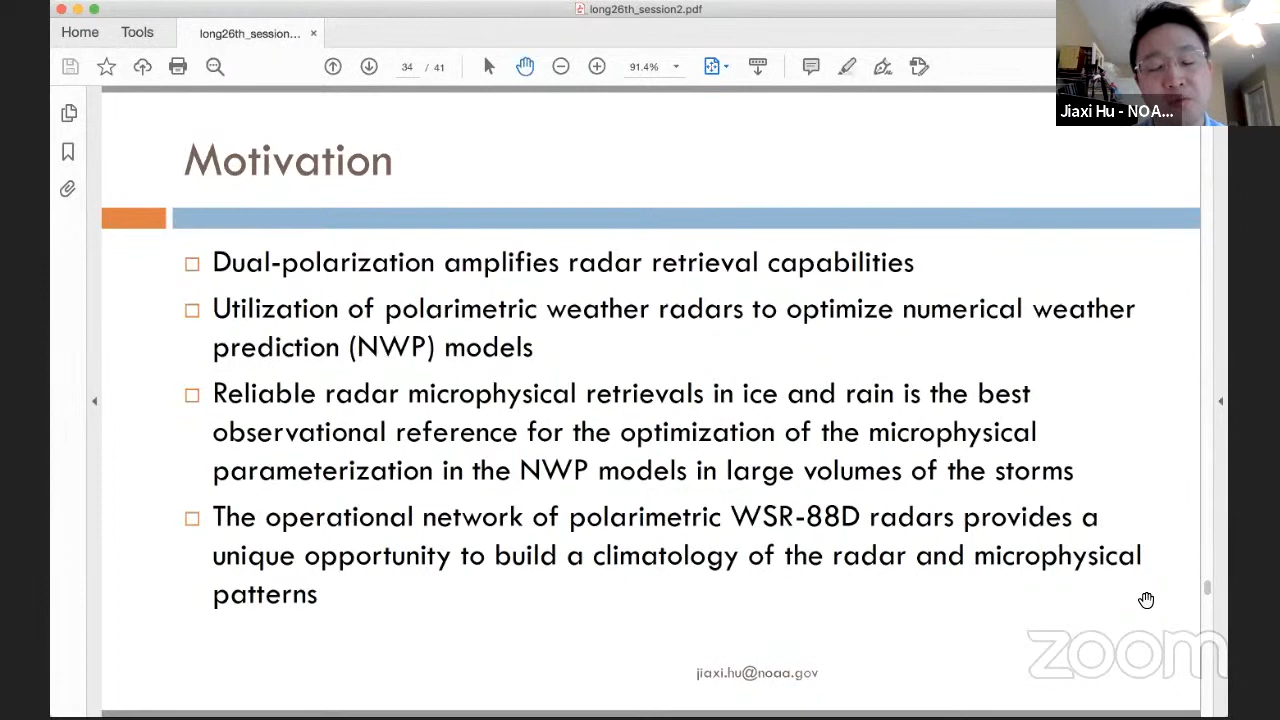 long26th_session2.pdf
Home
Tools
long26th_session...
×
34 / 41
91.4%
Jiaxi Hu - NOA...
Motivation
Dual-polarization amplifies radar retrieval capabilities
Utilization of polarimetric weather radars to optimize numerical weather
prediction (NWP) models
Reliable radar microphysical retrievals in ice and rain is the best
observational reference for the optimization of the microphysical
parameterization in the NWP models in large volumes of the storms
The operational network of polarimetric WSR-88D radars provides a
unique opportunity to build a climatology of the radar and microphysical
patterns
jiaxi.hu@noaa.gov
zoom